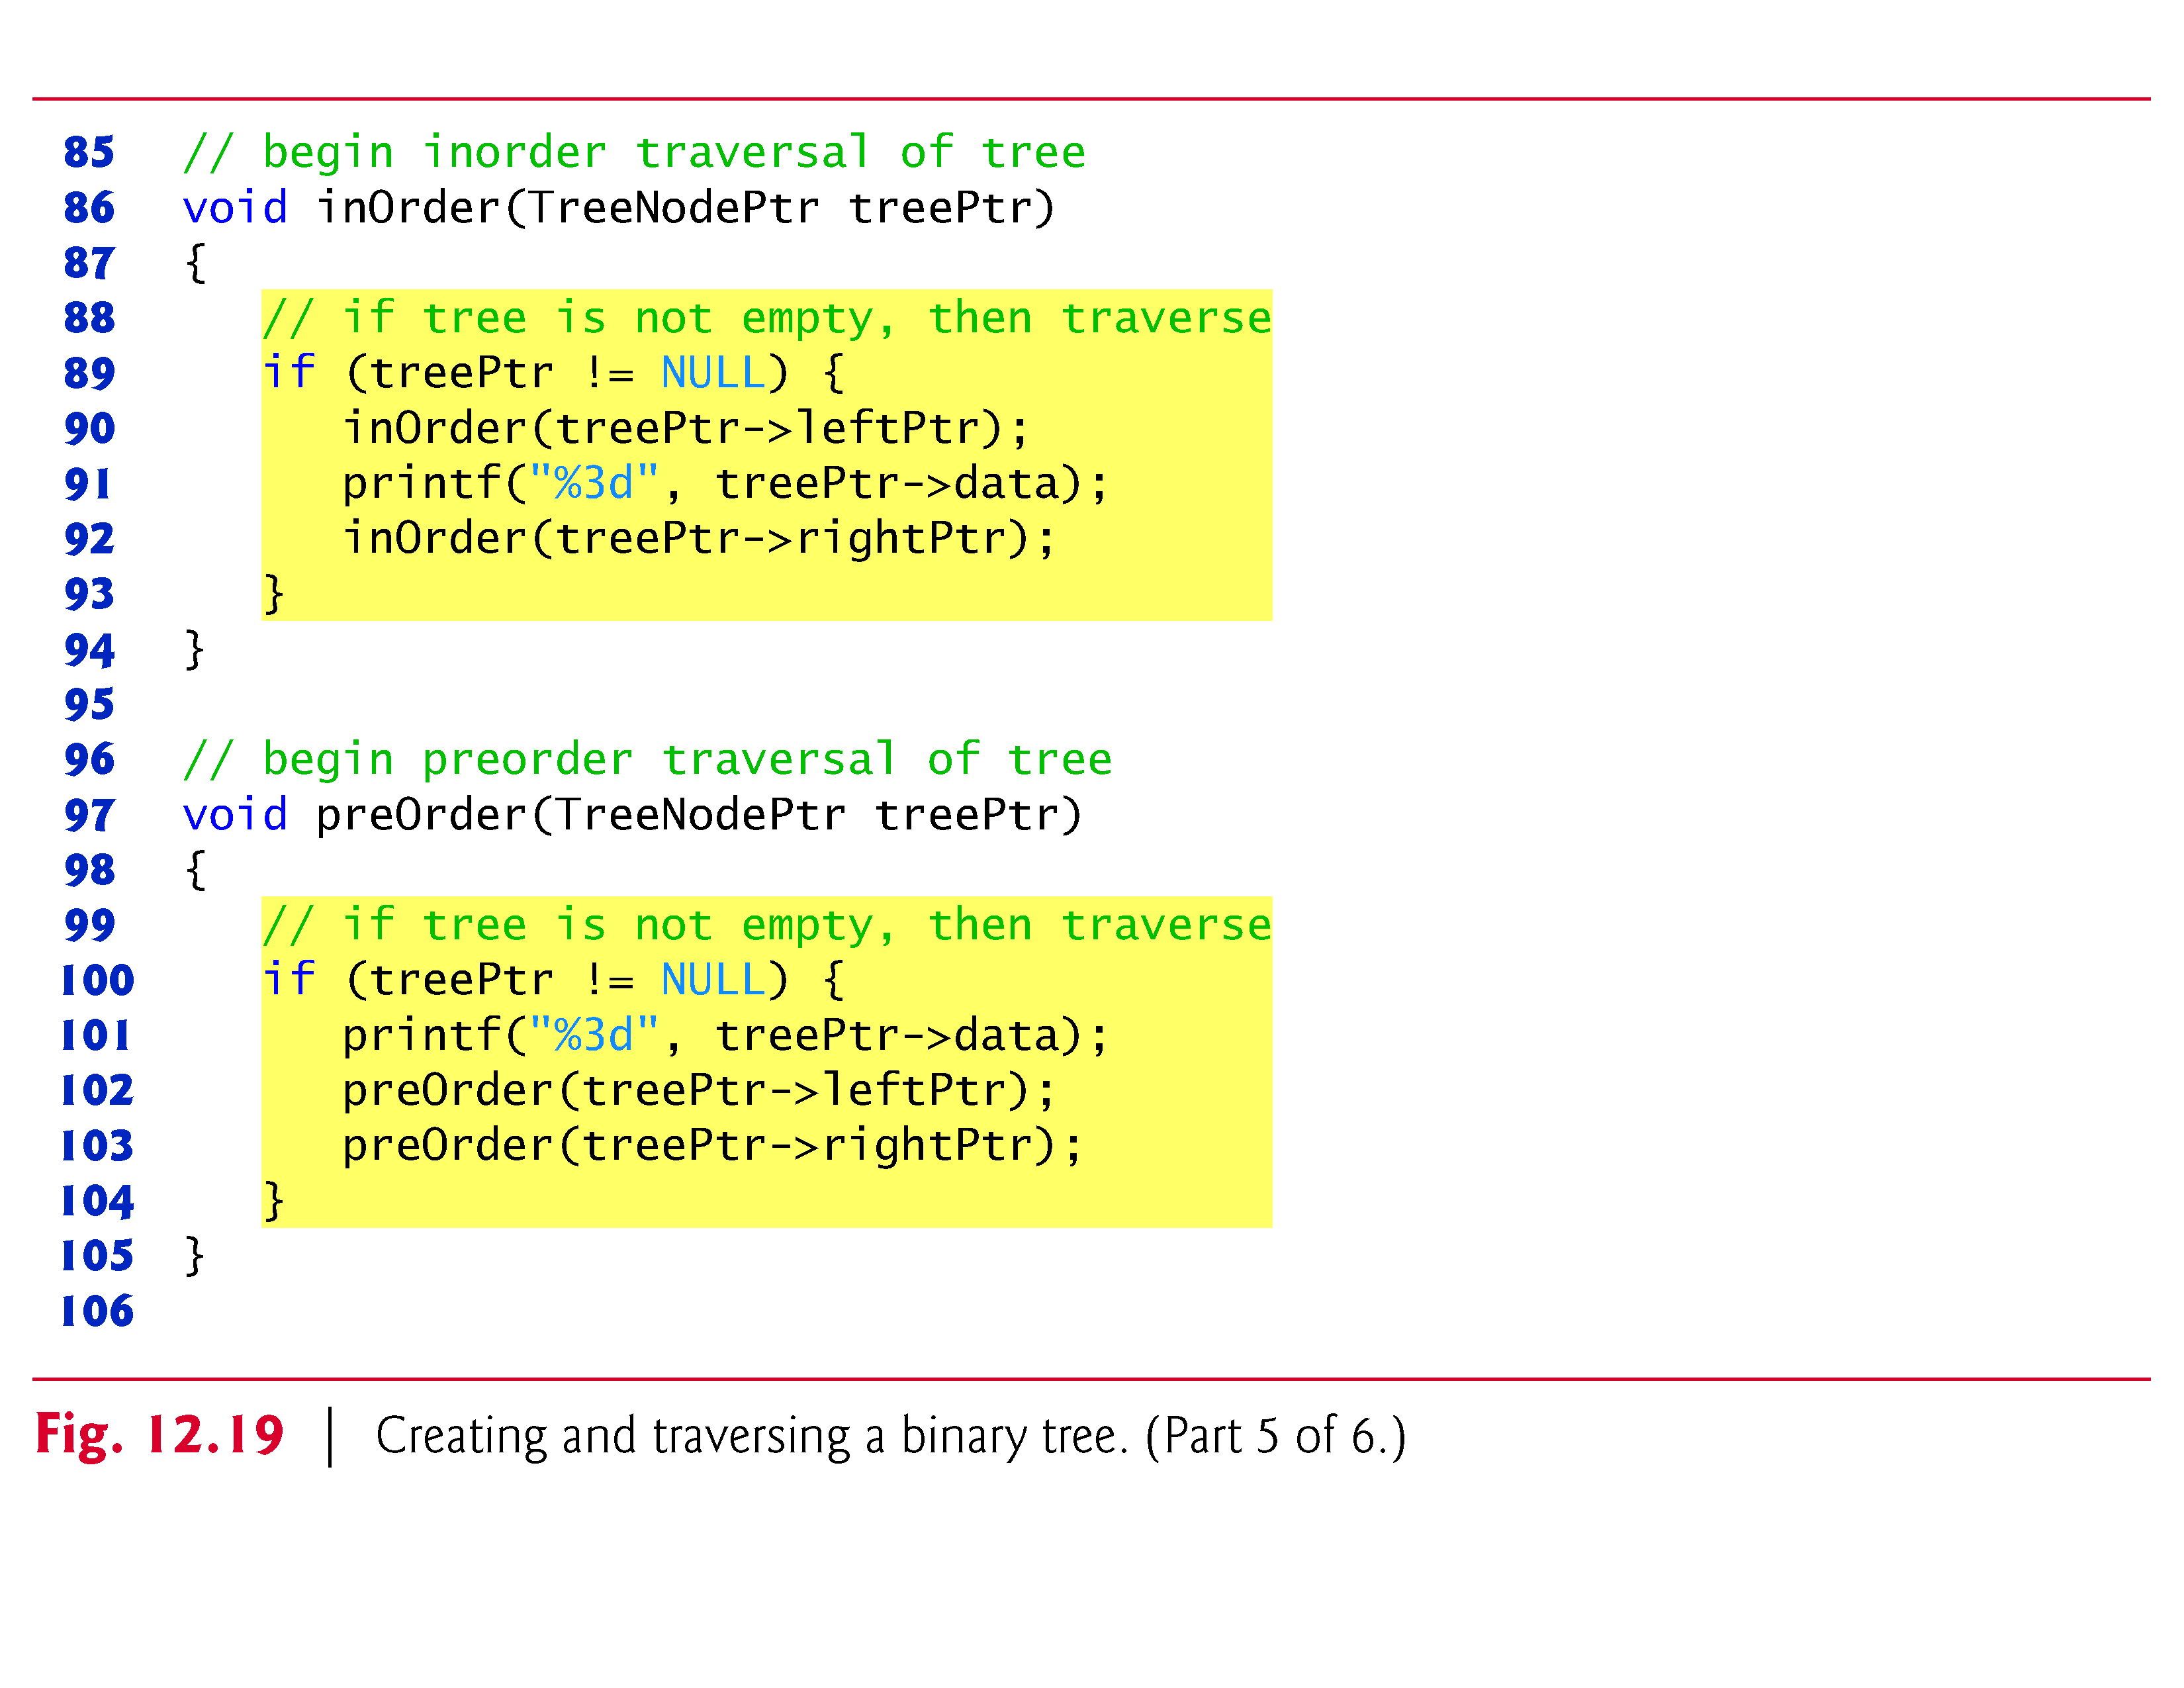 85 // begin inorder traversal of tree
86 void inOrder(TreeNodePtr treePtr)
87 {
88 // if tree is not empty, then traverse
89 if (treePtr != NULL) {
90 inOrder(treePtr->leftPtr);
91 printf("%3d", treePtr->data);
92 inOrder(treePtr->rightPtr);
93 }
94 }
95
96 // begin preorder traversal of tree
97 void preOrder(TreeNodePtr treePtr)
98 {
99 // if tree is not empty, then traverse
100 if (treePtr != NULL) {
101 printf("%3d", treePtr->data);
102 preOrder(treePtr->leftPtr);
103 preOrder(treePtr->rightPtr);
104 }
105 }
106
Fig. 12.19 | Creating and traversing a binary tree. (Part 5 of 6.)